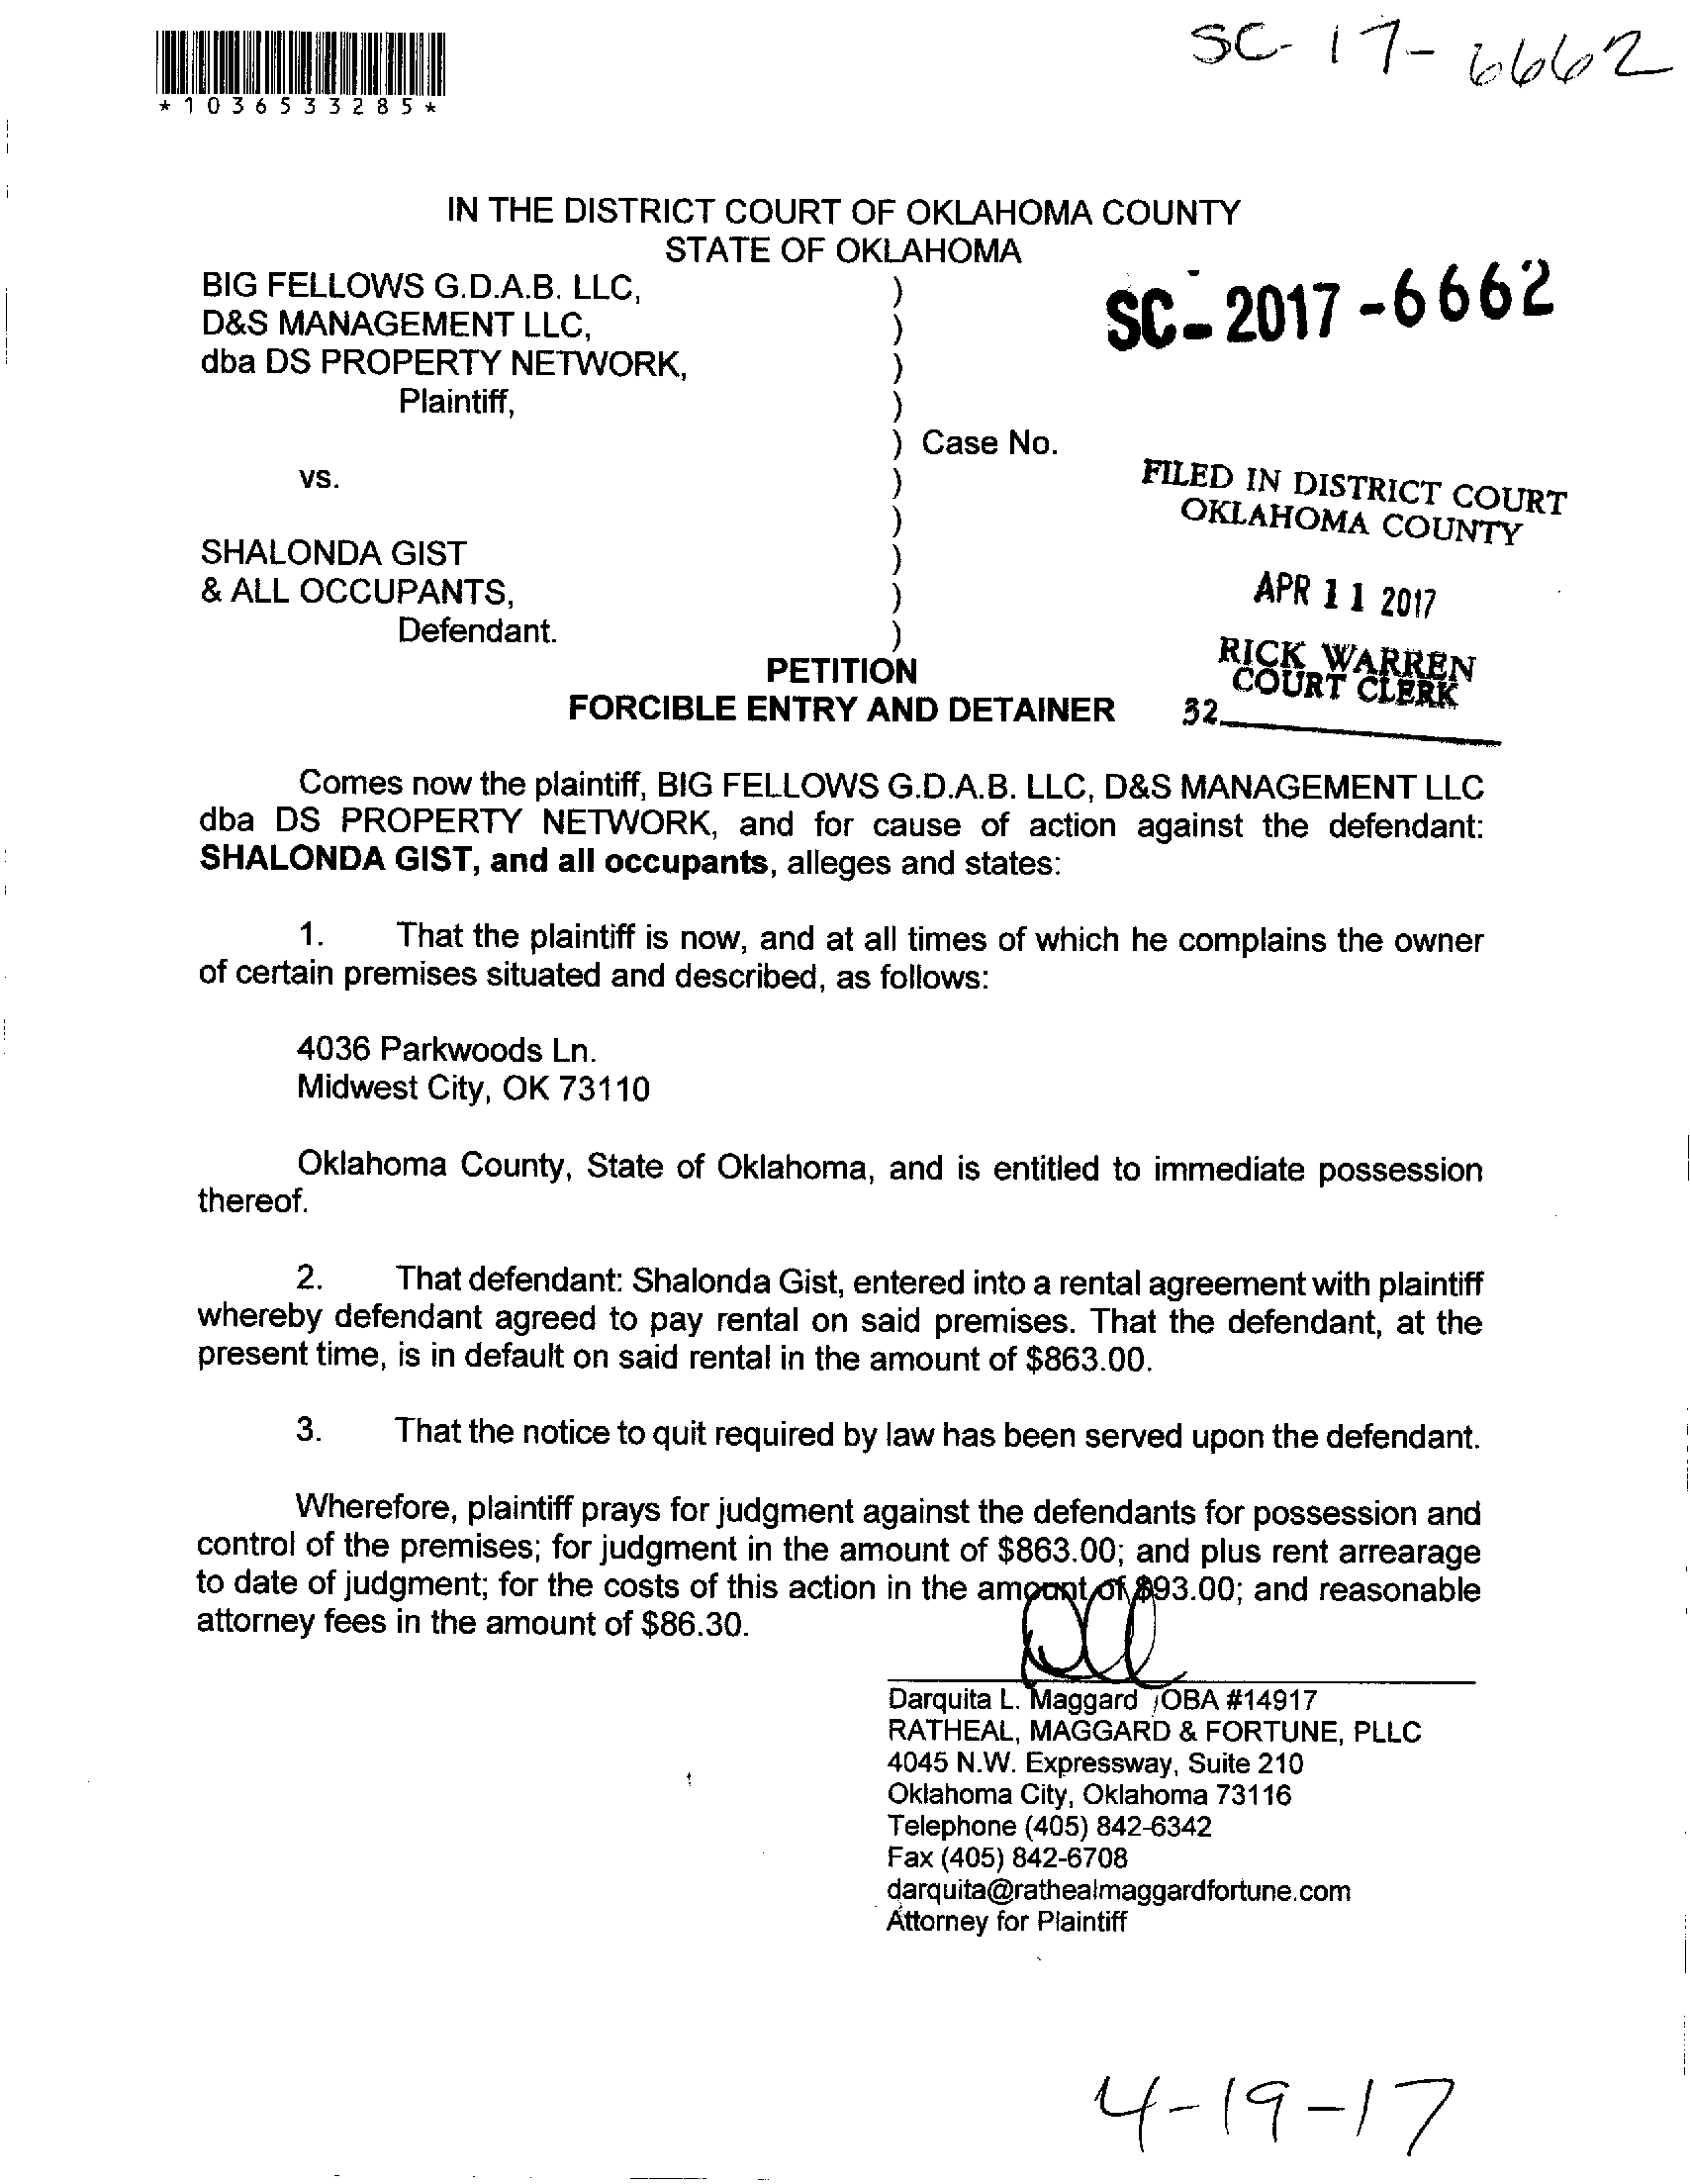 SC-17-6662
*1036533285*
IN THE DISTRICT COURT OF OKLAHOMA COUNTY
STATE OF OKLAHOMA
BIG FELLOWS G.D.A.B. LLC, )
D&S MANAGEMENT LLC, )
dba DS PROPERTY NETWORK, )
Plaintiff, )
SC-2017-6662
) Case No.
vs. )
)
SHALONDA GIST )
& ALL OCCUPANTS, )
Defendant. )
FILED IN DISTRICT COURT
OKLAHOMA COUNTY
APR 11 2017
RICK WARREN
COURT CLERK
32
PETITION
FORCIBLE ENTRY AND DETAINER
Comes now the plaintiff, BIG FELLOWS G.D.A.B. LLC, D&S MANAGEMENT LLC
dba DS PROPERTY NETWORK, and for cause of action against the defendant:
SHALONDA GIST, and all occupants, alleges and states:
1. That the plaintiff is now, and at all times of which he complains the owner
of certain premises situated and described, as follows:
4036 Parkwoods Ln.
Midwest City, OK 73110
Oklahoma County, State of Oklahoma, and is entitled to immediate possession
thereof.
2. That defendant: Shalonda Gist, entered into a rental agreement with plaintiff
whereby defendant agreed to pay rental on said premises. That the defendant, at the
present time, is in default on said rental in the amount of $863.00.
3. That the notice to quit required by law has been served upon the defendant.
Wherefore, plaintiff prays for judgment against the defendants for possession and
control of the premises; for judgment in the amount of $863.00; and plus rent arrearage
to date of judgment; for the costs of this action in the amount of $93.00; and reasonable
attorney fees in the amount of $86.30.
Darquita L. Maggard OBA #14917
RATHEAL, MAGGARD & FORTUNE, PLLC
4045 N.W. Expressway, Suite 210
Oklahoma City, Oklahoma 73116
Telephone (405) 842-6342
Fax (405) 842-6708
darquita@rathealmaggardfortune.com
Attorney for Plaintiff
4-19-17